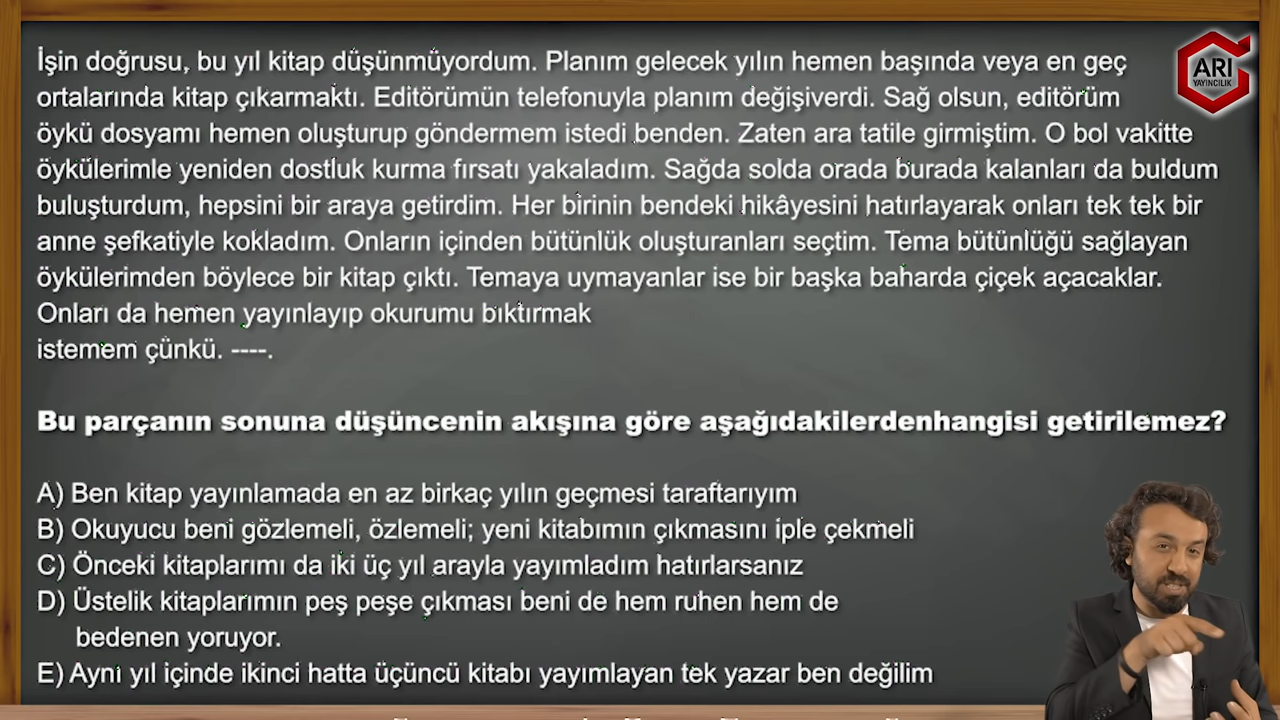 İşin doğrusu, bu yıl kitap düşünmüyordum. Planım gelecek yılın hemen başında veya en geç
ortalarında kitap çıkarmaktı. Editörümün telefonuyla planım değişiverdi. Sağ olsun, editörüm
öykü dosyamı hemen oluşturup göndermem istedi benden. Zaten ara tatile girmiştim. O bol vakitte
öykülerimle yeniden dostluk kurma fırsatı yakaladım. Sağda solda orada burada kalanları da buldum
buluşturdum, hepsini bir araya getirdim. Her birinin bendeki hikâyesini hatırlayarak onları tek tek bir
anne şefkatiyle kokladım. Onların içinden bütünlük oluşturanları seçtim. Tema bütünlüğü sağlayan
öykülerimden böylece bir kitap çıktı. Temaya uymayanlar ise bir başka baharda çiçek açacaklar.
Onları da hemen yayınlayıp okurumu bıktırmak
istemem çünkü. ----.
Bu parçanın sonuna düşüncenin akışına göre aşağıdakilerdenhangisi getirilemez?
A) Ben kitap yayınlamada en az birkaç yılın geçmesi taraftarıyım
B) Okuyucu beni gözlemeli, özlemeli; yeni kitabımın çıkmasını iple çekmeli
C) Önceki kitaplarımı da iki üç yıl arayla yayımladım hatırlarsanız
D) Üstelik kitaplarımın peş peşe çıkması beni de hem ruhen hem de
bedenen yoruyor.
E) Aynı yıl içinde ikinci hatta üçüncü kitabı yayımlayan tek yazar ben değilim
ARI
YAYINCILIK